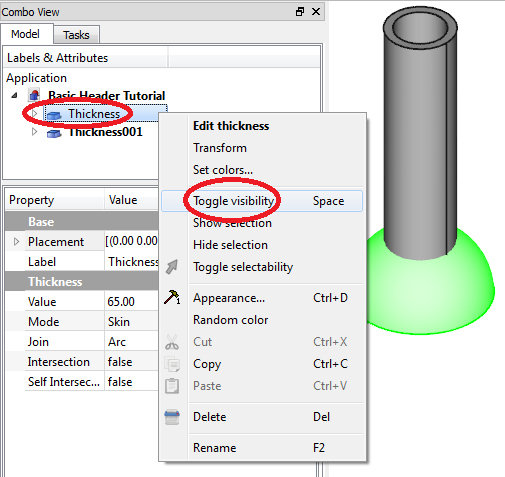 Combo View
Model Tasks
Labels & Attributes
Application
Basic Header Tutorial
Thickness
Thickness001
Edit thickness
Transform
Set colors...
Toggle visibility Space
Show selection
Hide selection
Toggle selectability
Appearance... Ctrl+D
Random color
Cut Ctrl+X
Copy Ctrl+C
Paste Ctrl+V
Delete Del
Rename F2
Property Value
Base
Placement [(0.00 0.00
Label Thickness
Thickness
Value 65.00
Mode Skin
Join Arc
Intersection false
Self Intersec... false